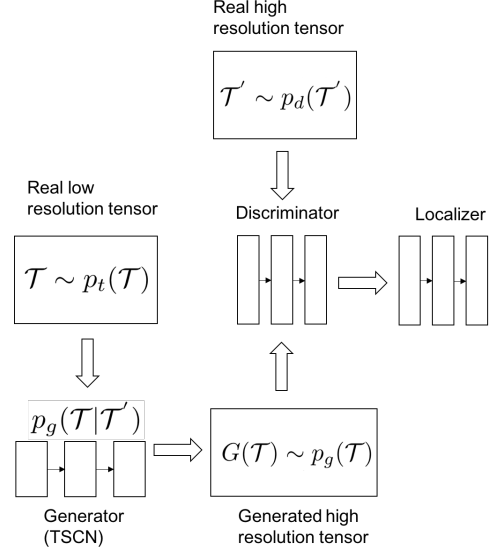 Real high
resolution tensor
𝒯′ ∼ p_d(𝒯′)
Real low
resolution tensor
Discriminator
Localizer
𝒯 ∼ p_t(𝒯)
p_g(𝒯|𝒯′)
G(𝒯) ∼ p_g(𝒯)
Generator
(TSCN)
Generated high
resolution tensor